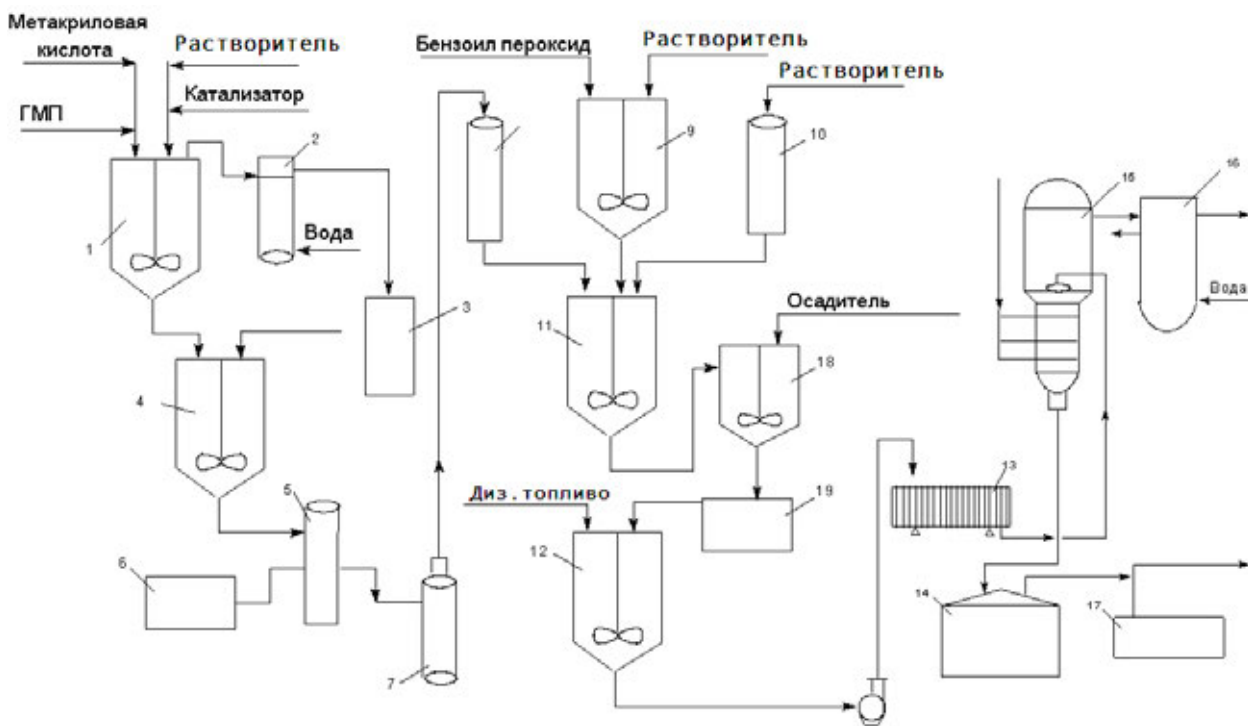 Метакриловая
кислота
Растворитель
Катализатор
ГМП
Вода
Бензоил пероксид
Растворитель
Растворитель
Осадитель
Диз.топливо
Вода
1
2
3
4
5
6
7
9
10
11
12
13
14
15
16
17
18
19